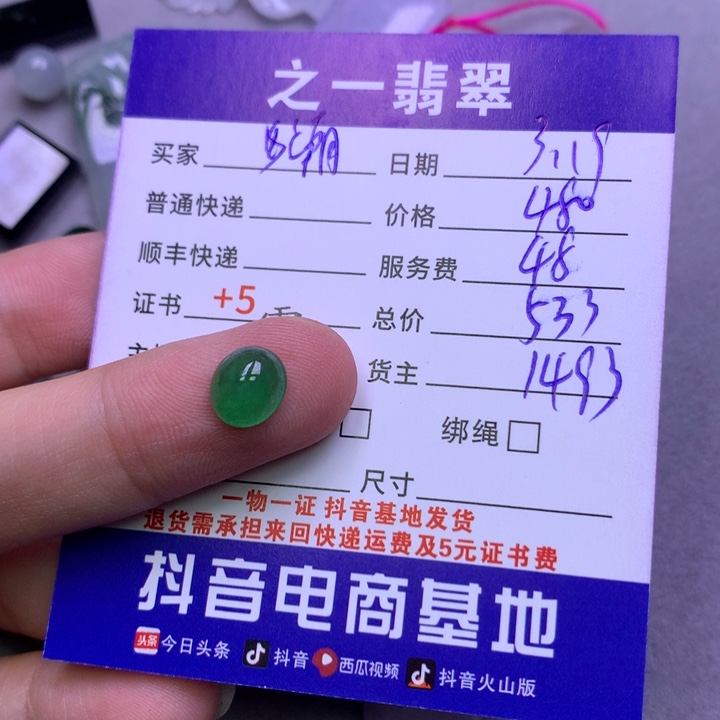 之一翡翠
买家 日期 3.19
普通快递 价格 480
顺丰快递 服务费 48
证书 +5 总价 533
货主 1493
绑绳
尺寸
一物一证 抖音基地发货
退货需承担来回快递运费及5元证书费
抖音电商基地
头条 今日头条 抖音 西瓜视频 抖音火山版